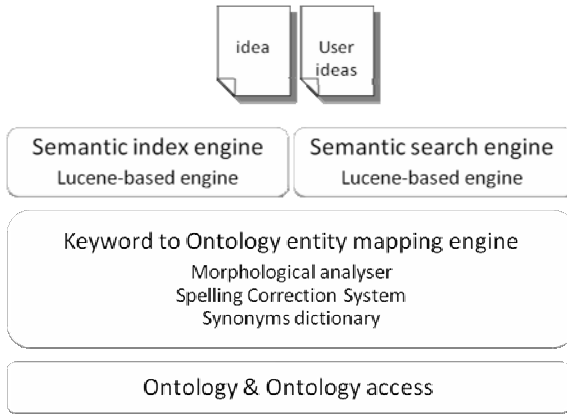 idea
User
ideas
Semantic index engine
Lucene-based engine
Semantic search engine
Lucene-based engine
Keyword to Ontology entity mapping engine
Morphological analyser
Spelling Correction System
Synonyms dictionary
Ontology & Ontology access